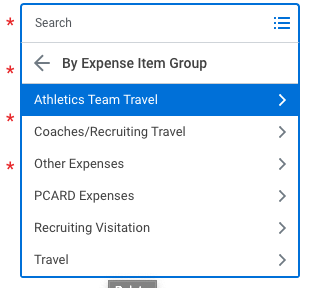 *
Search
*
By Expense Item Group
Athletics Team Travel
*
Coaches/Recruiting Travel
*
Other Expenses
PCARD Expenses
Recruiting Visitation
Travel